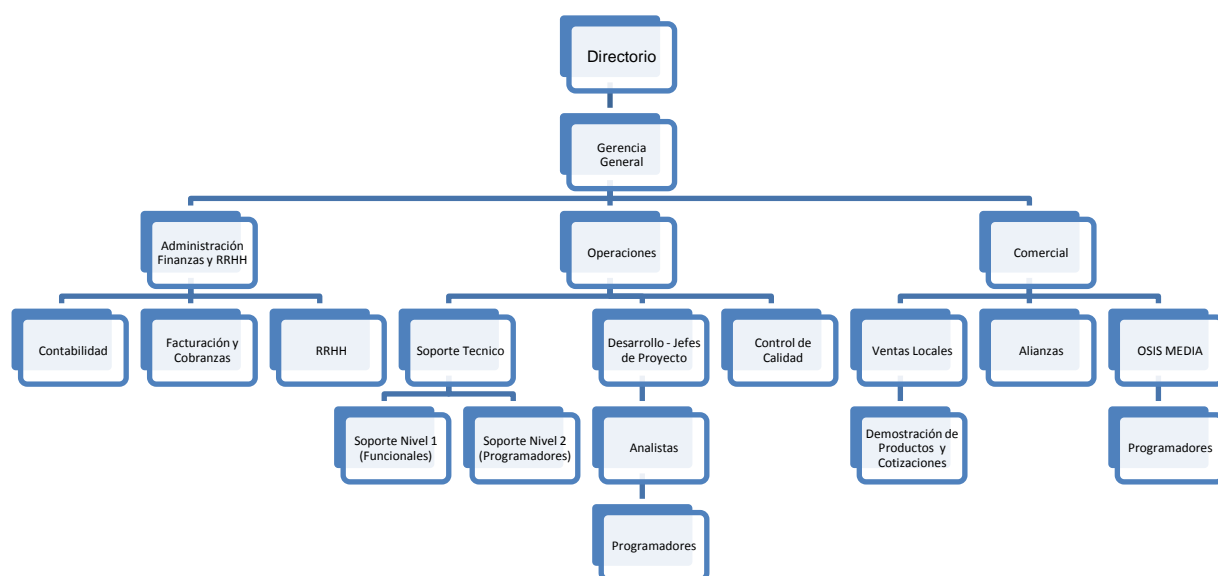 Directorio
Gerencia
General
Administración
Finanzas y RRHH
Operaciones
Comercial
Contabilidad
Facturación y
Cobranzas
RRHH
Soporte Tecnico
Desarrollo - Jefes
de Proyecto
Control de
Calidad
Ventas Locales
Alianzas
OSIS MEDIA
Soporte Nivel 1
(Funcionales)
Soporte Nivel 2
(Programadores)
Analistas
Demostración de
Productos y
Cotizaciones
Programadores
Programadores